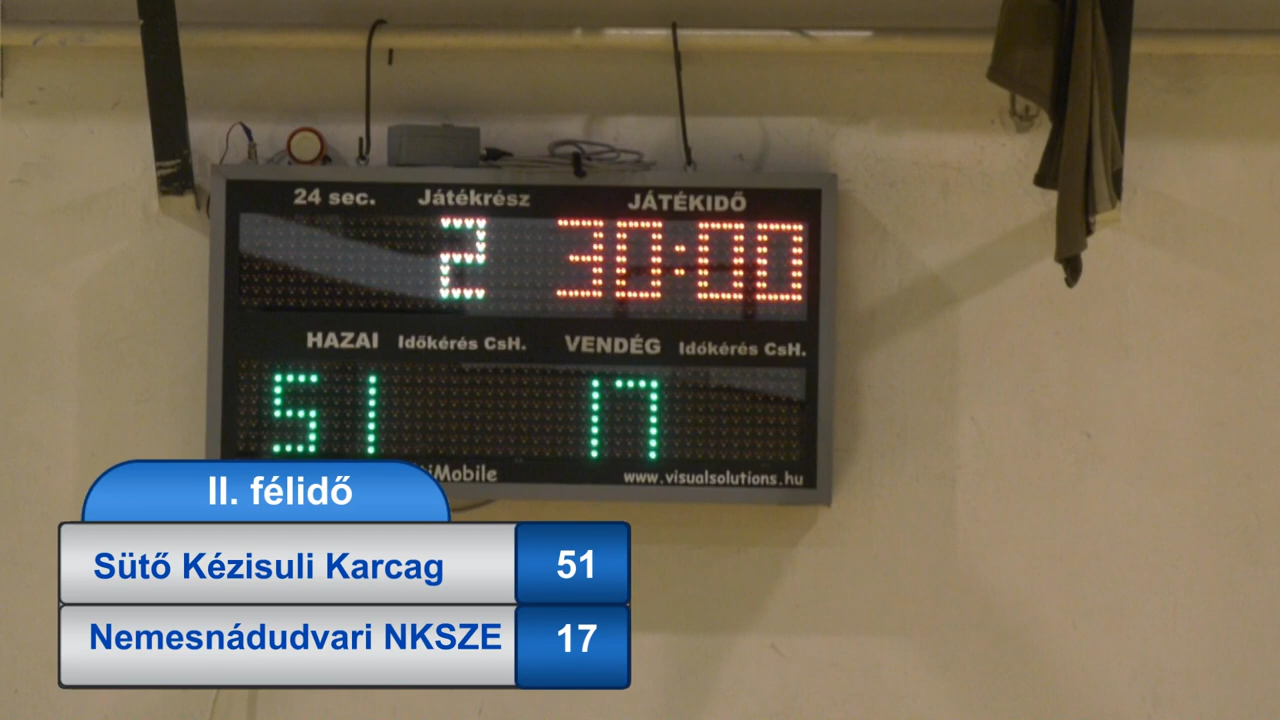 24 sec. Játékrész JÁTÉKIDŐ
2 30:00
HAZAI Időkérés CsH. VENDÉG Időkérés CsH.
51 17
Mobile www.visualsolutions.hu
II. félidő
Sütő Kézisuli Karcag 51
Nemesnádudvari NKSZE 17